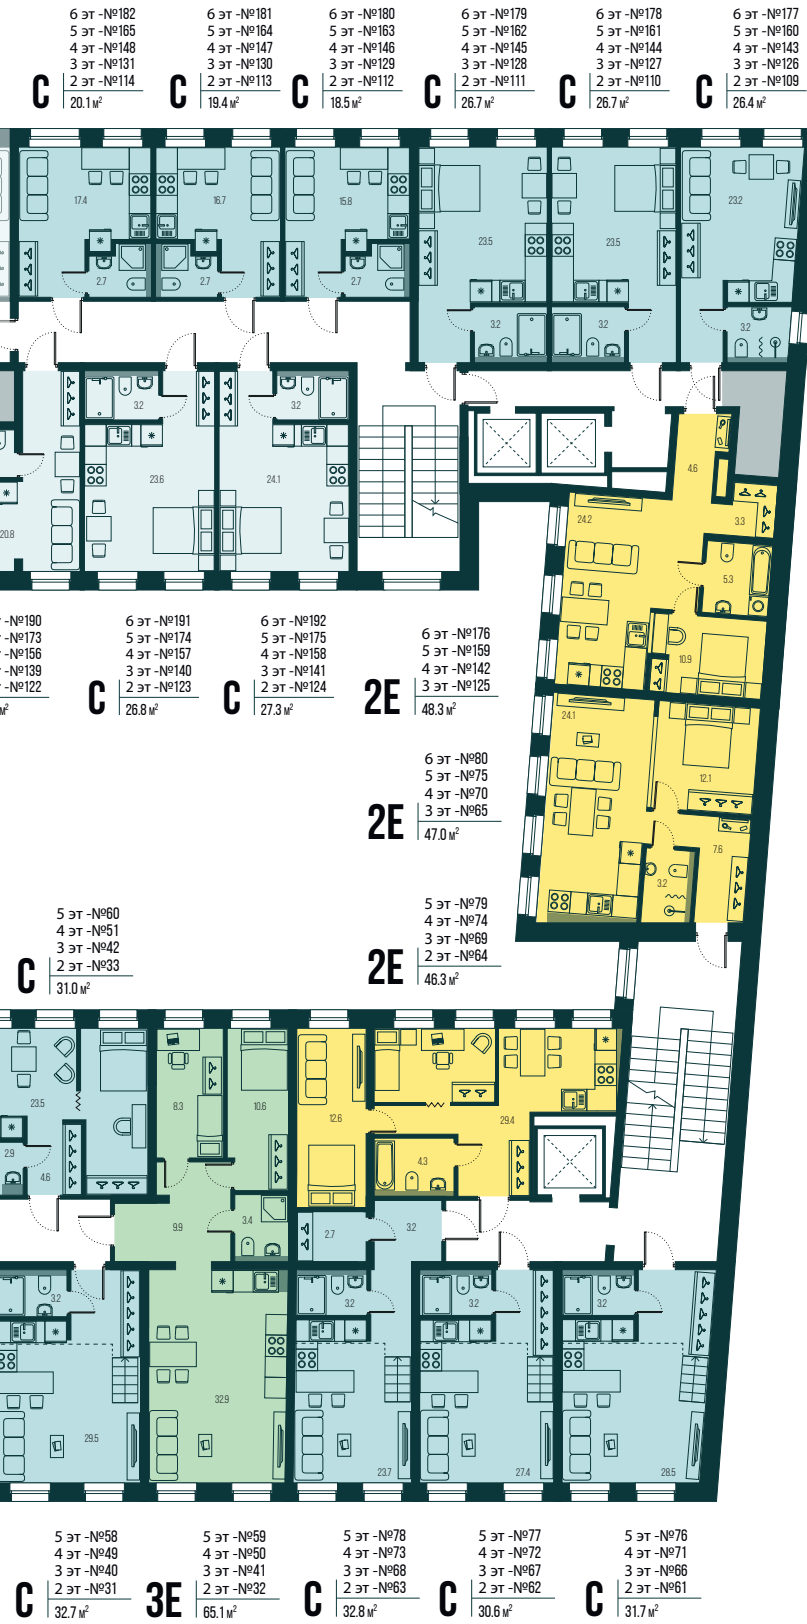 6 эт -№182
5 эт -№165
4 эт -№148
3 эт -№131
2 эт -№114
С
20.1 м²
6 эт -№181
5 эт -№164
4 эт -№147
3 эт -№130
2 эт -№113
С
19.4 м²
6 эт -№180
5 эт -№163
4 эт -№146
3 эт -№129
2 эт -№112
С
18.5 м²
6 эт -№179
5 эт -№162
4 эт -№145
3 эт -№128
2 эт -№111
С
26.7 м²
6 эт -№178
5 эт -№161
4 эт -№144
3 эт -№127
2 эт -№110
С
26.7 м²
6 эт -№177
5 эт -№160
4 эт -№143
3 эт -№126
2 эт -№109
С
26.4 м²
17.4
16.7
15.8
23.5
23.5
23.2
2.7
2.7
2.7
3.2
3.2
3.2
3.2
3.2
23.6
24.1
20.8
4.6
24.2
3.3
5.3
10.9
-№190
-№173
-№156
-№139
-№122
м²
6 эт -№191
5 эт -№174
4 эт -№157
3 эт -№140
2 эт -№123
С
26.8 м²
6 эт -№192
5 эт -№175
4 эт -№158
3 эт -№141
2 эт -№124
С
27.3 м²
6 эт -№176
5 эт -№159
4 эт -№142
3 эт -№125
2Е
48.3 м²
24.1
12.1
7.6
3.2
6 эт -№80
5 эт -№75
4 эт -№70
3 эт -№65
2Е
47.0 м²
5 эт -№79
4 эт -№74
3 эт -№69
2 эт -№64
2Е
46.3 м²
5 эт -№60
4 эт -№51
3 эт -№42
2 эт -№33
С
31.0 м²
23.5
8.3
10.6
12.6
29.4
2.9
4.6
4.3
9.9
3.4
2.7
3.2
3.2
3.2
3.2
3.2
29.5
32.9
23.7
27.4
28.5
5 эт -№58
4 эт -№49
3 эт -№40
2 эт -№31
С
32.7 м²
5 эт -№59
4 эт -№50
3 эт -№41
2 эт -№32
3Е
65.1 м²
5 эт -№78
4 эт -№73
3 эт -№68
2 эт -№63
С
32.8 м²
5 эт -№77
4 эт -№72
3 эт -№67
2 эт -№62
С
30.6 м²
5 эт -№76
4 эт -№71
3 эт -№66
2 эт -№61
С
31.7 м²